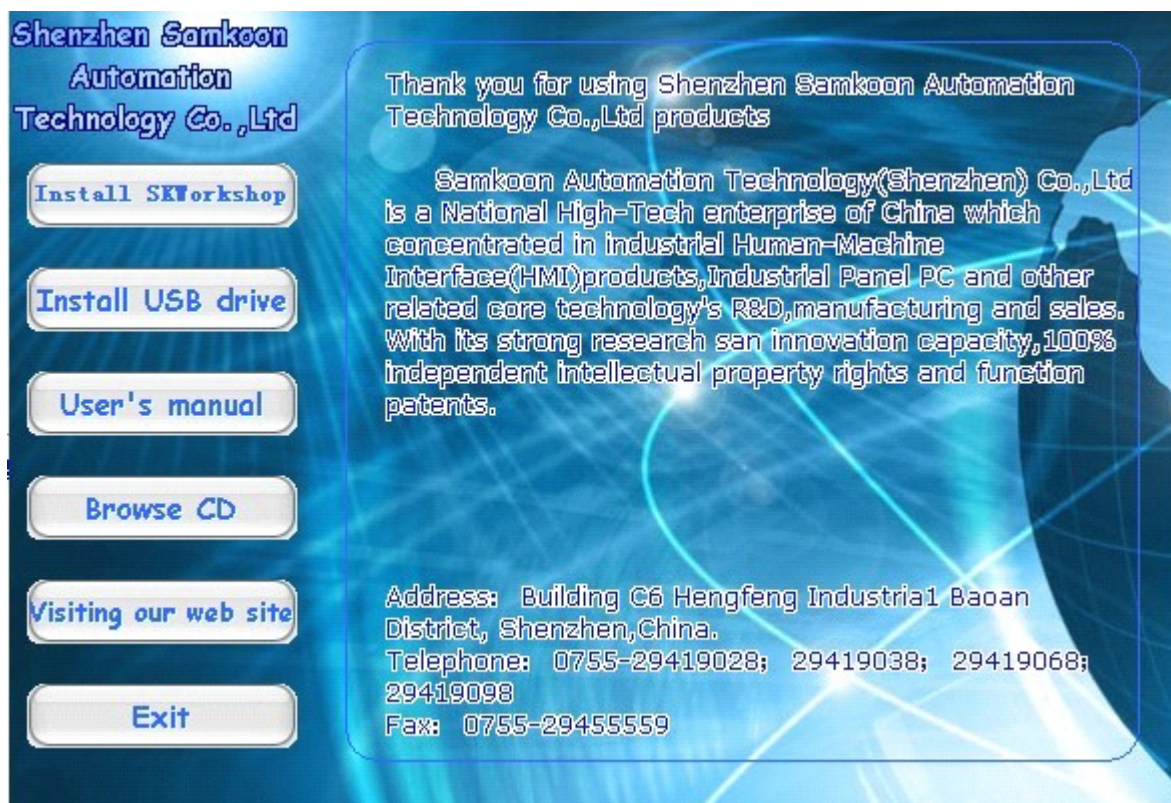 Shenzhen Samkoon
Automation
Technology Co.,Ltd
Install SKWorkshop
Install USB drive
User's manual
Browse CD
Visiting our web site
Exit
Thank you for using Shenzhen Samkoon Automation
Technology Co.,Ltd products
Samkoon Automation Technology(Shenzhen) Co.,Ltd
is a National High-Tech enterprise of China which
concentrated in industrial Human-Machine
Interface(HMI)products,Industrial Panel PC and other
related core technology's R&D,manufacturing and sales.
With its strong research san innovation capacity,100%
independent intellectual property rights and function
patents.
Address: Building C6 Hengfeng Industria1 Baoan
District, Shenzhen,China.
Telephone: 0755-29419028; 29419038; 29419068;
29419098
Fax: 0755-29455559